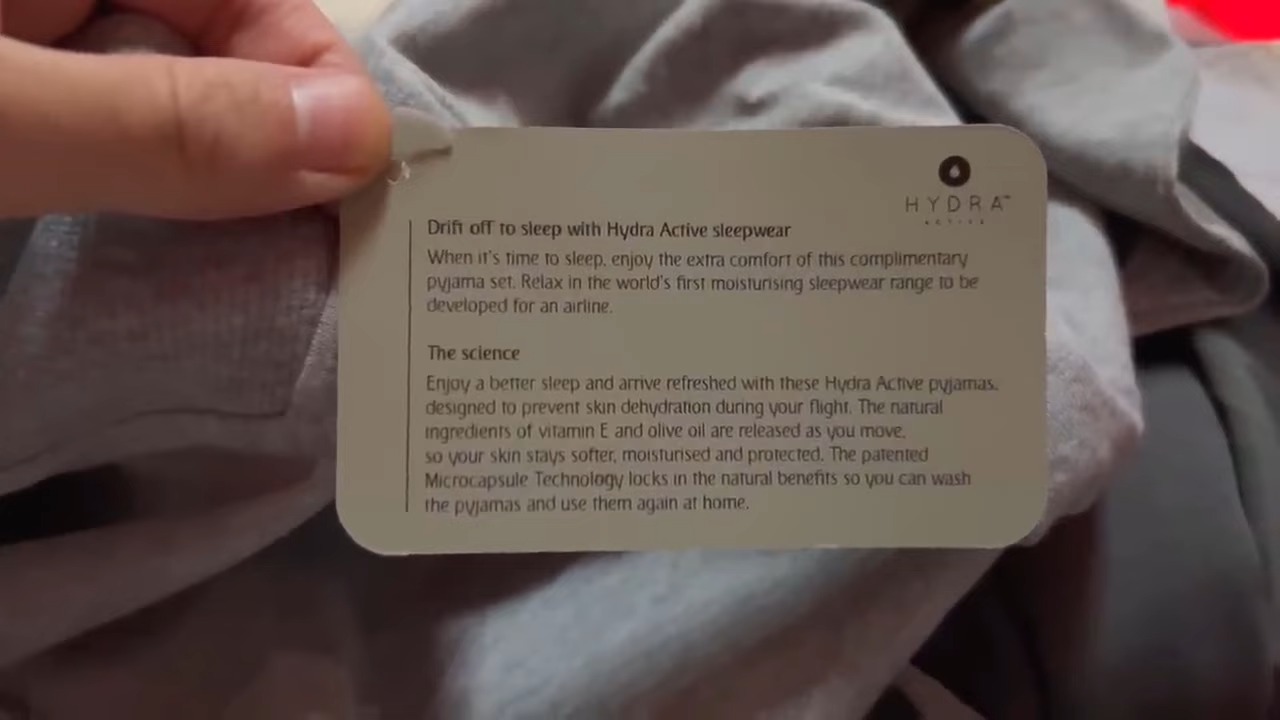 HYDRA™
ACTIVE
Drift off to sleep with Hydra Active sleepwear
When it's time to sleep, enjoy the extra comfort of this complimentary
pyjama set. Relax in the world's first moisturising sleepwear range to be
developed for an airline.
The science
Enjoy a better sleep and arrive refreshed with these Hydra Active pyjamas,
designed to prevent skin dehydration during your flight. The natural
ingredients of vitamin E and olive oil are released as you move,
so your skin stays softer, moisturised and protected. The patented
Microcapsule Technology locks in the natural benefits so you can wash
the pyjamas and use them again at home.